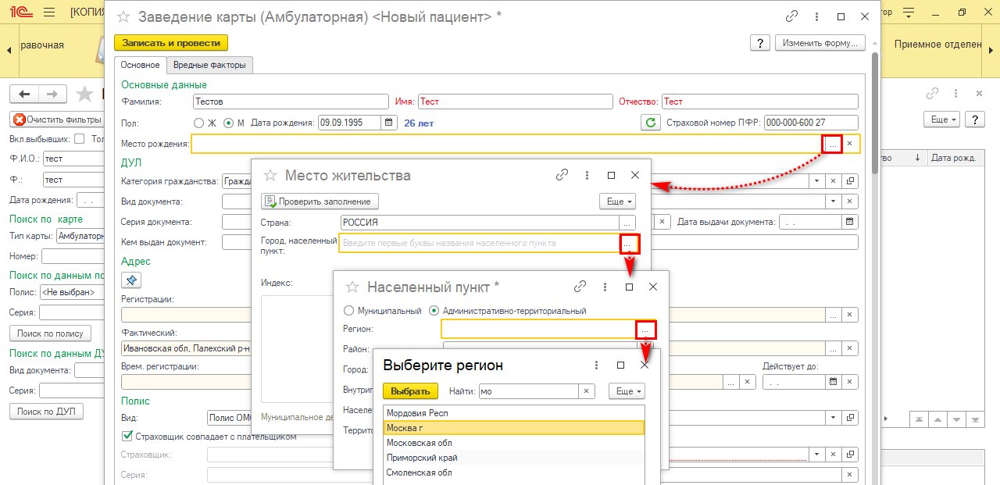 [КОПИЯ
Заведение карты (Амбулаторная) <Новый пациент> *
ор
равочная
Записать и провести
?
Изменить форму...
Приемное отделен
Основное
Вредные факторы
Основные данные
Фамилия: Тестов Имя: Тест Отчество: Тест
Очистить фильтры
Пол: Ж М Дата рождения: 09.09.1995 26 лет Страховой номер ПФР: 000-000-600 27
Еще ?
Вкл.выбывших: Тол
Место рождения: ... ×
Ф.И.О.: тест
ДУЛ
тво ↓ Дата рожд.
Место жительства
Ф.: тест
Категория гражданства: Гражда
Дата рождения: . .
Вид документа:
Проверить заполнение
Еще
Поиск по карте
Серия документа:
Страна: РОССИЯ ...
Дата выдачи документа: . .
Тип карты: Амбулаторн
Кем выдан документ:
Город, населенный
пункт:
Введите первые буквы названия населенного пункта ...
Номер:
Адрес
Поиск по данным по
Индекс:
Населенный пункт *
Полис: <Не выбран>
Регистрации:
...
Серия:
Муниципальный Административно-территориальный
Поиск по полису
Фактический:
Регион: ...
Ивановская обл, Палехский р-н
...
Район:
Поиск по данным ДУ
Врем. регистрации:
Действует до:
Вид документа:
Город:
Выберите регион
... × . .
Серия:
Внутриг
Выбрать Найти: мо × Еще
Поиск по ДУЛ
Полис
Населе
Мордовия Респ
Вид: Полис ОМС
Муниципальное де
Террито
Москва г
Страховщик совпадает с плательщиком
Московская обл
Страховщик:
Приморский край
Серия:
Смоленская обл